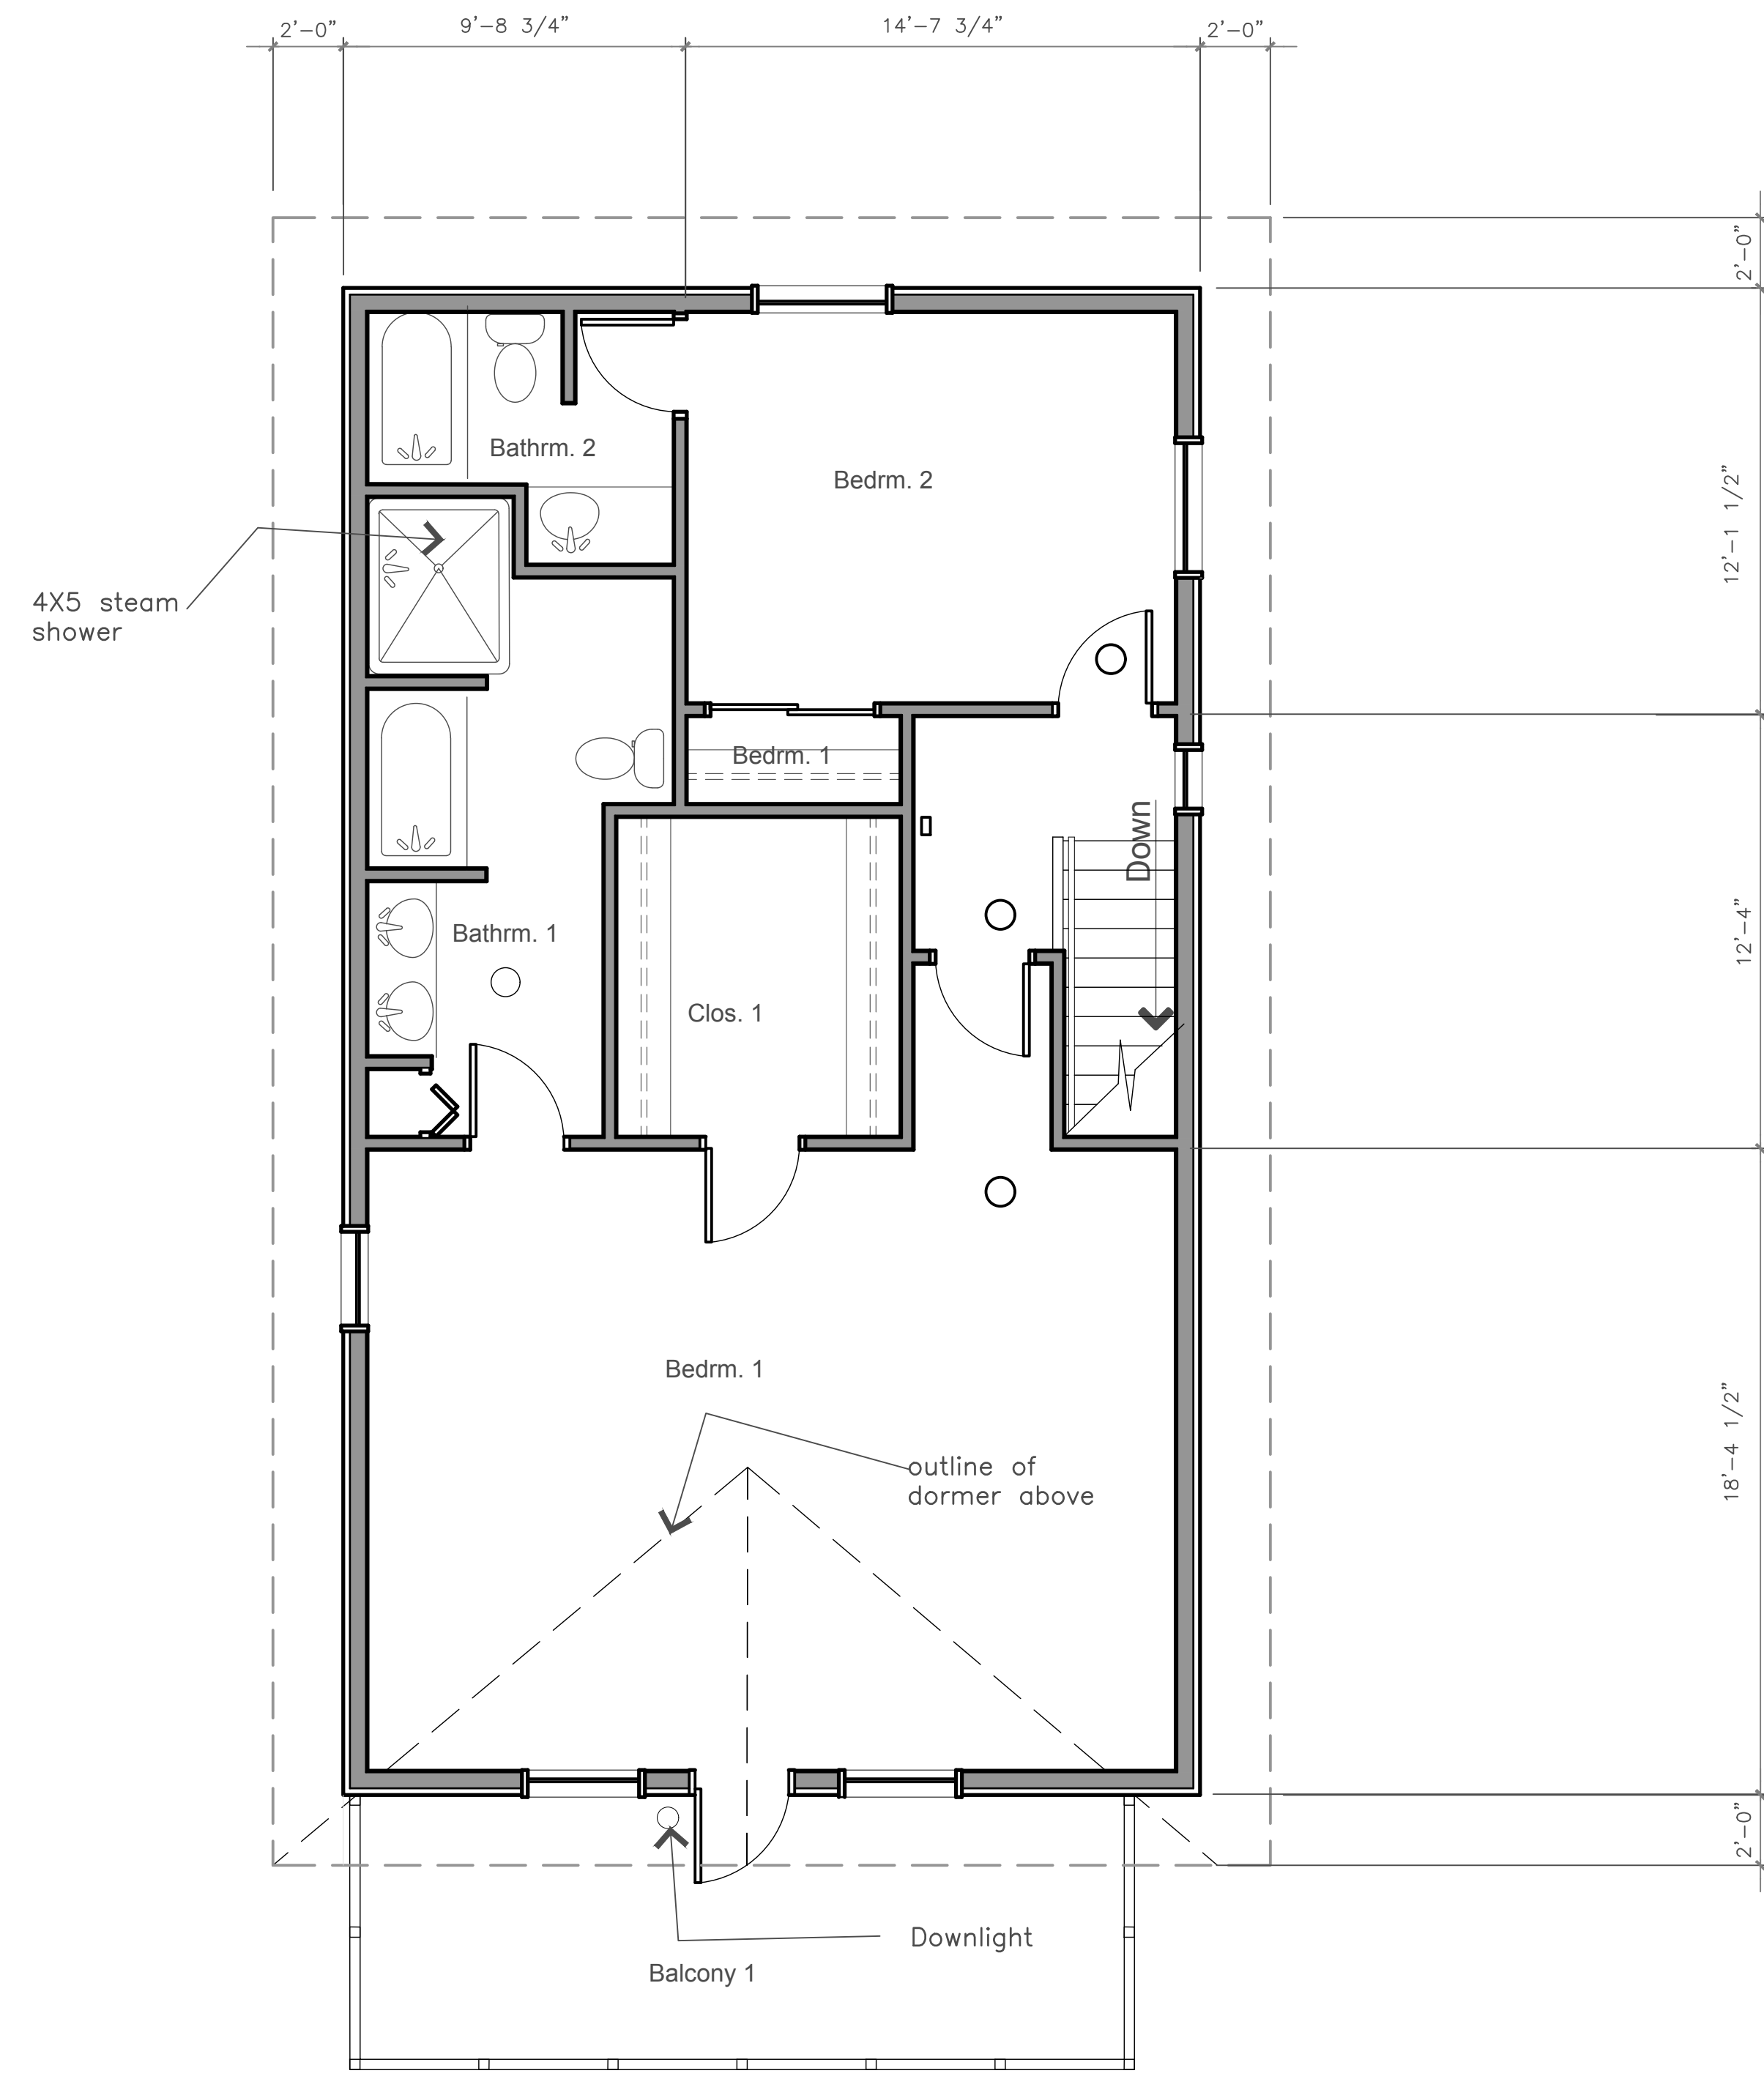 2’-0”
9’-8 3/4”
14’-7 3/4”
2’-0”
2’-0”
Bathrm. 2
Bedrm. 2
12’-1 1/2”
4X5 steam
shower
Bedrm. 1
Down
Bathrm. 1
12’-4”
Clos. 1
Bedrm. 1
outline of
dormer above
18’-4 1/2”
2’-0”
Downlight
Balcony 1